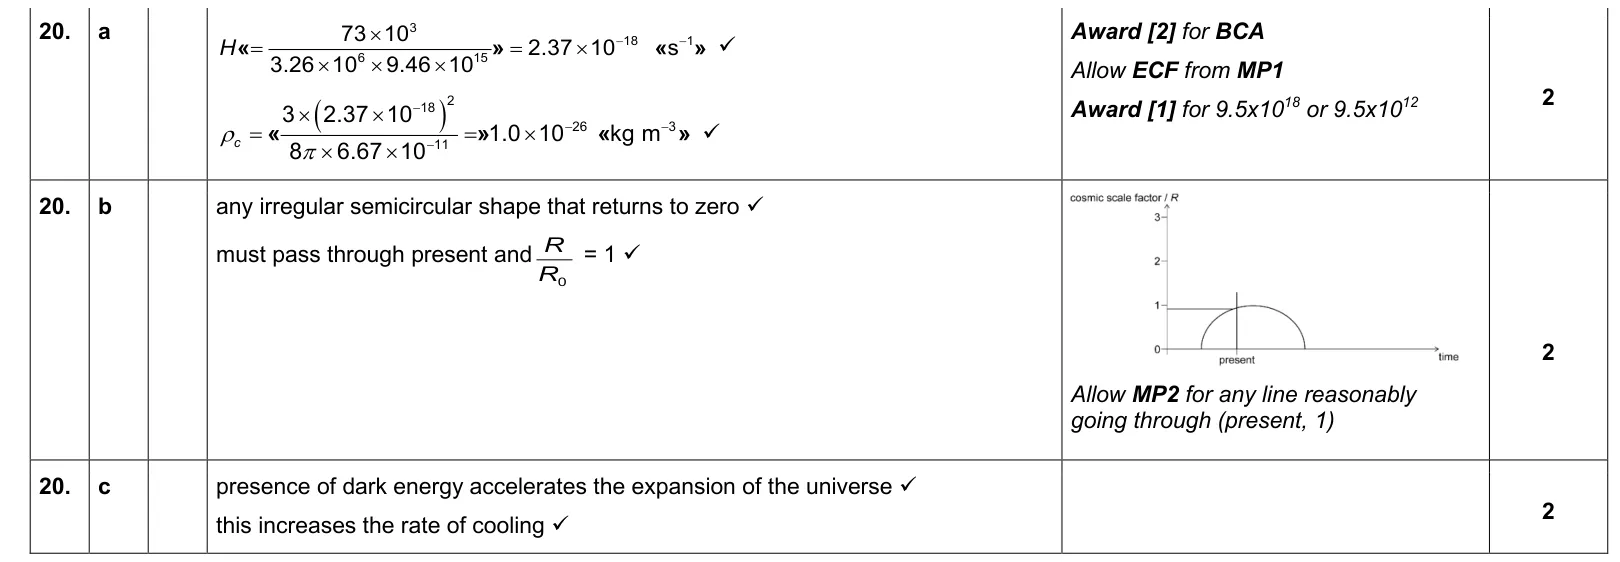 20. a H«= 73×10³ / 3.26×10⁶×9.46×10¹⁵ » = 2.37×10⁻¹⁸ «s⁻¹» ✓
ρc = « 3×(2.37×10⁻¹⁸)² / 8π×6.67×10⁻¹¹ =»1.0×10⁻²⁶ «kg m⁻³» ✓
Award [2] for BCA
Allow ECF from MP1
Award [1] for 9.5x10¹⁸ or 9.5x10¹²
2
20. b any irregular semicircular shape that returns to zero ✓
must pass through present and R/R₀ = 1 ✓
cosmic scale factor / R
3
2
1
0
present
time
Allow MP2 for any line reasonably
going through (present, 1)
2
20. c presence of dark energy accelerates the expansion of the universe ✓
this increases the rate of cooling ✓
2